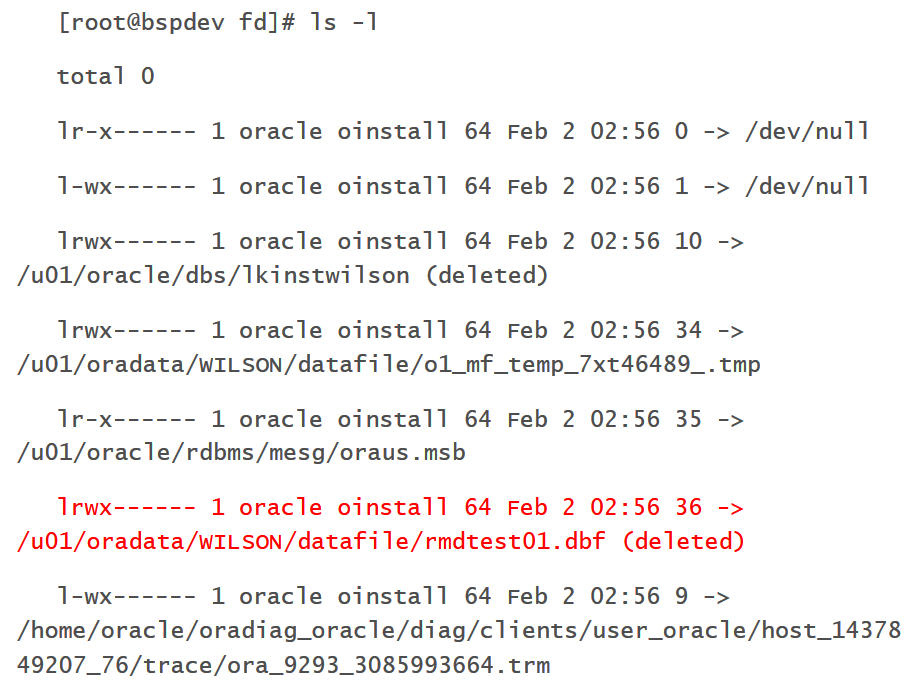 [root@bspdev fd]# ls -l
total 0
lr-x------ 1 oracle oinstall 64 Feb 2 02:56 0 -> /dev/null
l-wx------ 1 oracle oinstall 64 Feb 2 02:56 1 -> /dev/null
lrwx------ 1 oracle oinstall 64 Feb 2 02:56 10 ->
/u01/oracle/dbs/lkinstwilson (deleted)
lrwx------ 1 oracle oinstall 64 Feb 2 02:56 34 ->
/u01/oradata/WILSON/datafile/o1_mf_temp_7xt46489_.tmp
lr-x------ 1 oracle oinstall 64 Feb 2 02:56 35 ->
/u01/oracle/rdbms/mesg/oraus.msb
lrwx------ 1 oracle oinstall 64 Feb 2 02:56 36 ->
/u01/oradata/WILSON/datafile/rmdtest01.dbf (deleted)
l-wx------ 1 oracle oinstall 64 Feb 2 02:56 9 ->
/home/oracle/oradiag_oracle/diag/clients/user_oracle/host_14378
49207_76/trace/ora_9293_3085993664.trm